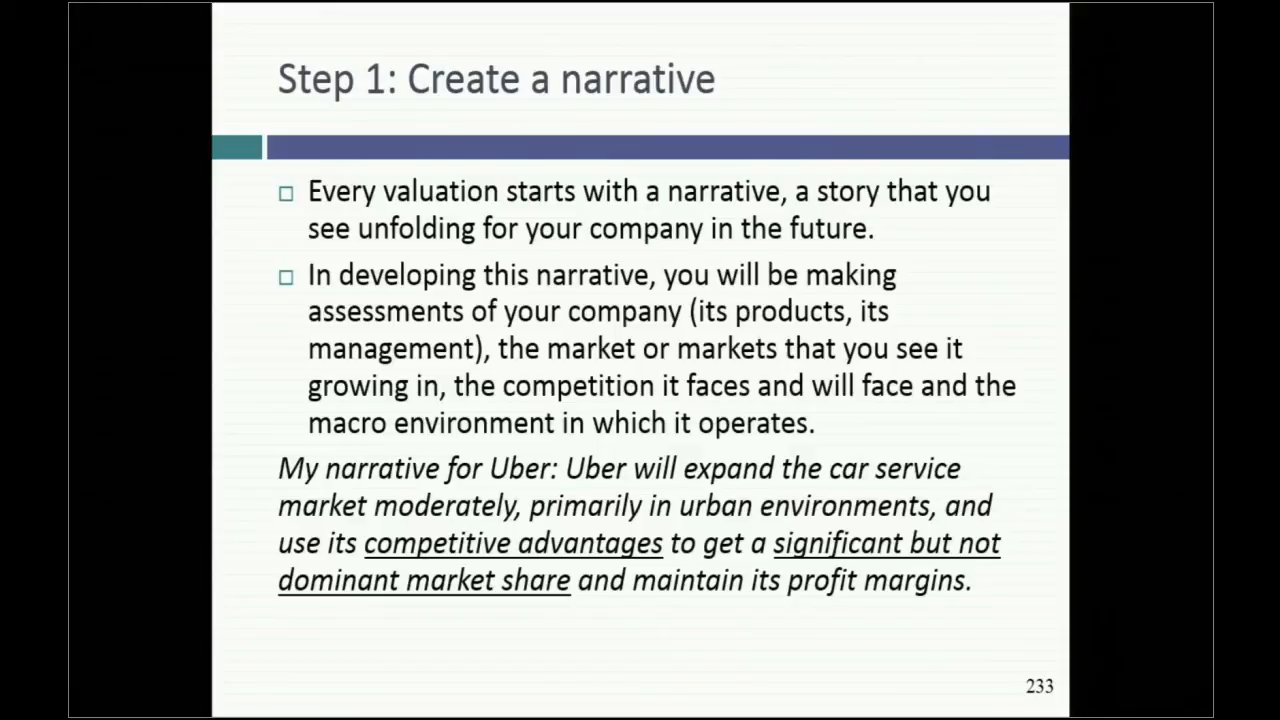 Step 1: Create a narrative
Every valuation starts with a narrative, a story that you
see unfolding for your company in the future.
In developing this narrative, you will be making
assessments of your company (its products, its
management), the market or markets that you see it
growing in, the competition it faces and will face and the
macro environment in which it operates.
My narrative for Uber: Uber will expand the car service
market moderately, primarily in urban environments, and
use its competitive advantages to get a significant but not
dominant market share and maintain its profit margins.
233